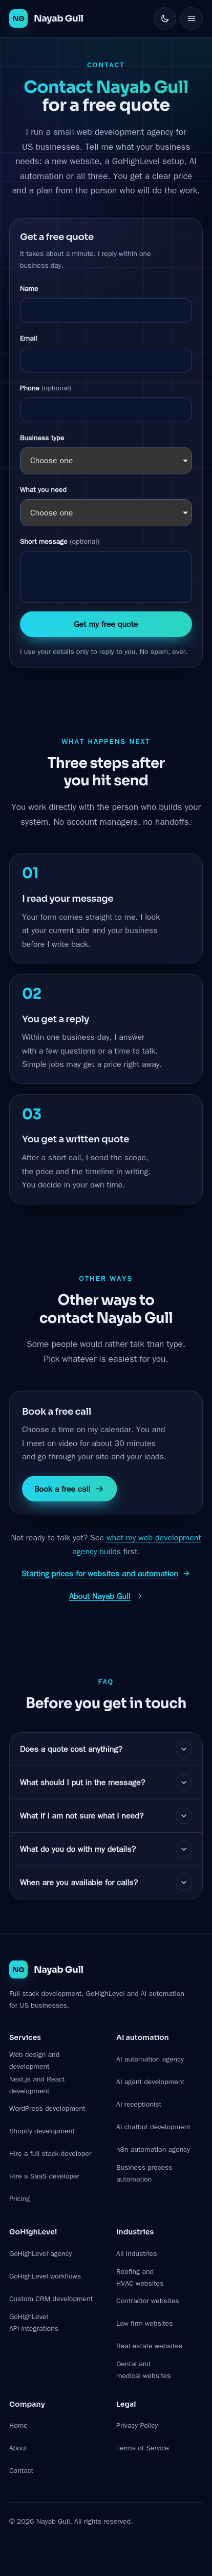 NG Nayab Gull
CONTACT
Contact Nayab Gull
for a free quote
I run a small web development agency for
US businesses. Tell me what your business
needs: a new website, a GoHighLevel setup, AI
automation or all three. You get a clear price
and a plan from the person who will do the work.
Get a free quote
It takes about a minute. I reply within one
business day.
Name
Email
Phone (optional)
Business type
Choose one
What you need
Choose one
Short message (optional)
Get my free quote
I use your details only to reply to you. No spam, ever.
WHAT HAPPENS NEXT
Three steps after
you hit send
You work directly with the person who builds your
system. No account managers, no handoffs.
01
I read your message
Your form comes straight to me. I look
at your current site and your business
before I write back.
02
You get a reply
Within one business day, I answer
with a few questions or a time to talk.
Simple jobs may get a price right away.
03
You get a written quote
After a short call, I send the scope,
the price and the timeline in writing.
You decide in your own time.
OTHER WAYS
Other ways to
contact Nayab Gull
Some people would rather talk than type.
Pick whatever is easiest for you.
Book a free call
Choose a time on my calendar. You and
I meet on video for about 30 minutes
and go through your site and your leads.
Book a free call →
Not ready to talk yet? See what my web development
agency builds first.
Starting prices for websites and automation →
About Nayab Gull →
FAQ
Before you get in touch
Does a quote cost anything?
What should I put in the message?
What if I am not sure what I need?
What do you do with my details?
When are you available for calls?
NG Nayab Gull
Full-stack development, GoHighLevel and AI automation
for US businesses.
Services
Web design and
development
Next.js and React
development
WordPress development
Shopify development
Hire a full stack developer
Hire a SaaS developer
Pricing
AI automation
AI automation agency
AI agent development
AI receptionist
AI chatbot development
n8n automation agency
Business process
automation
GoHighLevel
GoHighLevel agency
GoHighLevel workflows
Custom CRM development
GoHighLevel
API integrations
Industries
All industries
Roofing and
HVAC websites
Contractor websites
Law firm websites
Real estate websites
Dental and
medical websites
Company
Home
About
Contact
Legal
Privacy Policy
Terms of Service
© 2026 Nayab Gull. All rights reserved.